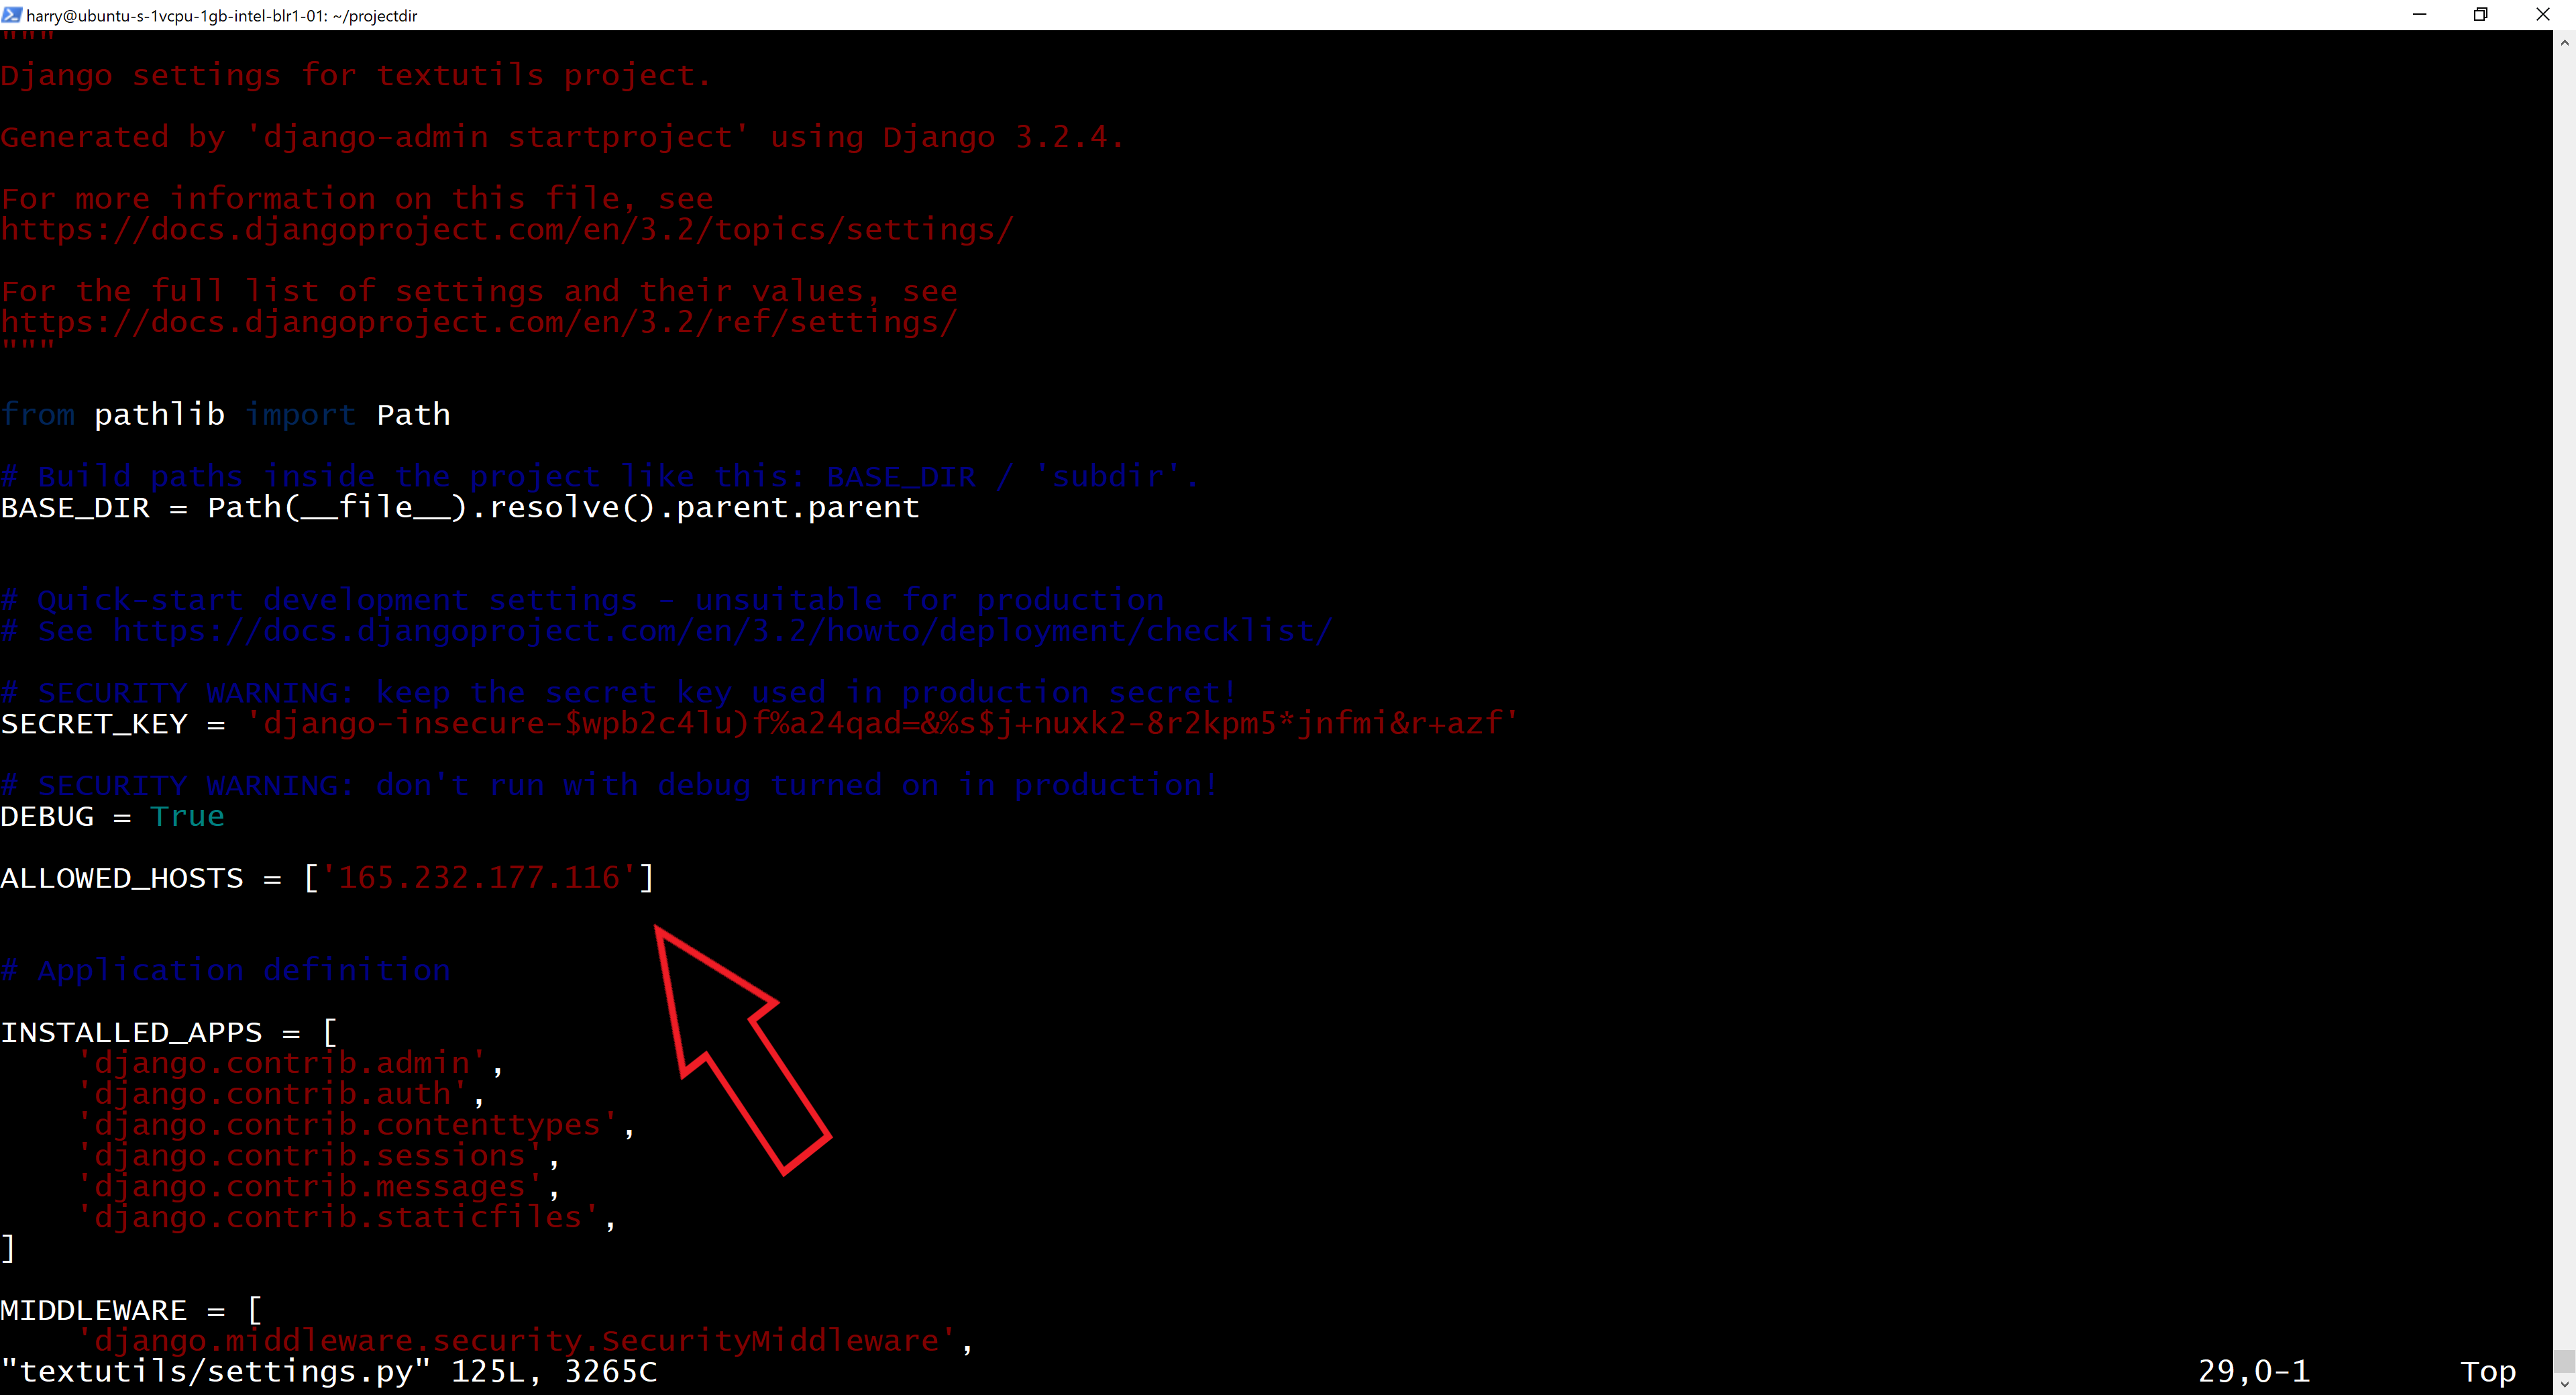 harry@ubuntu-s-1vcpu-1gb-intel-blr1-01: ~/projectdir
"""
Django settings for textutils project.
Generated by 'django-admin startproject' using Django 3.2.4.
For more information on this file, see
https://docs.djangoproject.com/en/3.2/topics/settings/
For the full list of settings and their values, see
https://docs.djangoproject.com/en/3.2/ref/settings/
"""
from pathlib import Path
# Build paths inside the project like this: BASE_DIR / 'subdir'.
BASE_DIR = Path(__file__).resolve().parent.parent
# Quick-start development settings - unsuitable for production
# See https://docs.djangoproject.com/en/3.2/howto/deployment/checklist/
# SECURITY WARNING: keep the secret key used in production secret!
SECRET_KEY = 'django-insecure-$wpb2c4lu)f%a24qad=&%s$j+nuxk2-8r2kpm5*jnfmi&r+azf'
# SECURITY WARNING: don't run with debug turned on in production!
DEBUG = True
ALLOWED_HOSTS = ['165.232.177.116']
# Application definition
INSTALLED_APPS = [
    'django.contrib.admin',
    'django.contrib.auth',
    'django.contrib.contenttypes',
    'django.contrib.sessions',
    'django.contrib.messages',
    'django.contrib.staticfiles',
]
MIDDLEWARE = [
    'django.middleware.security.SecurityMiddleware',
"textutils/settings.py" 125L, 3265C 29,0-1 Top